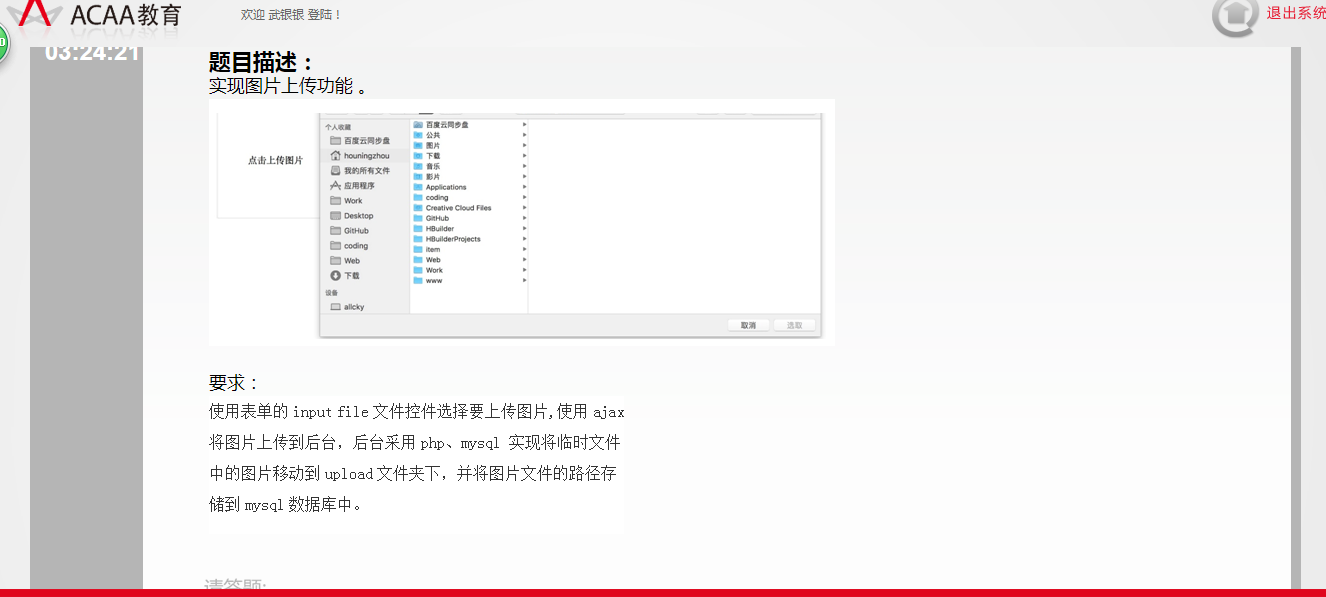 ACAA教育
欢迎 武银银 登陆！
退出系统
03:24:21
题目描述：
实现图片上传功能 。
点击上传图片
个人收藏
百度云同步盘
houningzhou
我的所有文件
应用程序
Work
Desktop
GitHub
coding
Web
下载
设备
allcky
百度云同步盘
公共
图片
下载
音乐
影片
Applications
coding
Creative Cloud Files
GitHub
HBuilder
HBuilderProjects
item
Web
Work
www
取消
选取
要求：
使用表单的 input file 文件控件选择要上传图片,使用 ajax
将图片上传到后台，后台采用 php、mysql 实现将临时文件
中的图片移动到 upload 文件夹下，并将图片文件的路径存
储到 mysql 数据库中。
请答题: